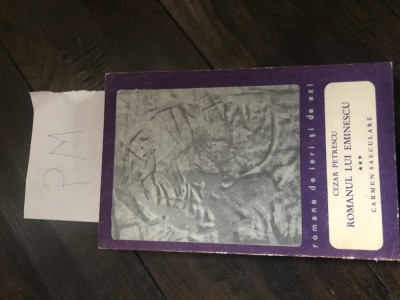 PM
romane de ieri și de azi
CEZAR PETRESCU
ROMANUL LUI EMINESCU
***
CARMEN SAECULARE